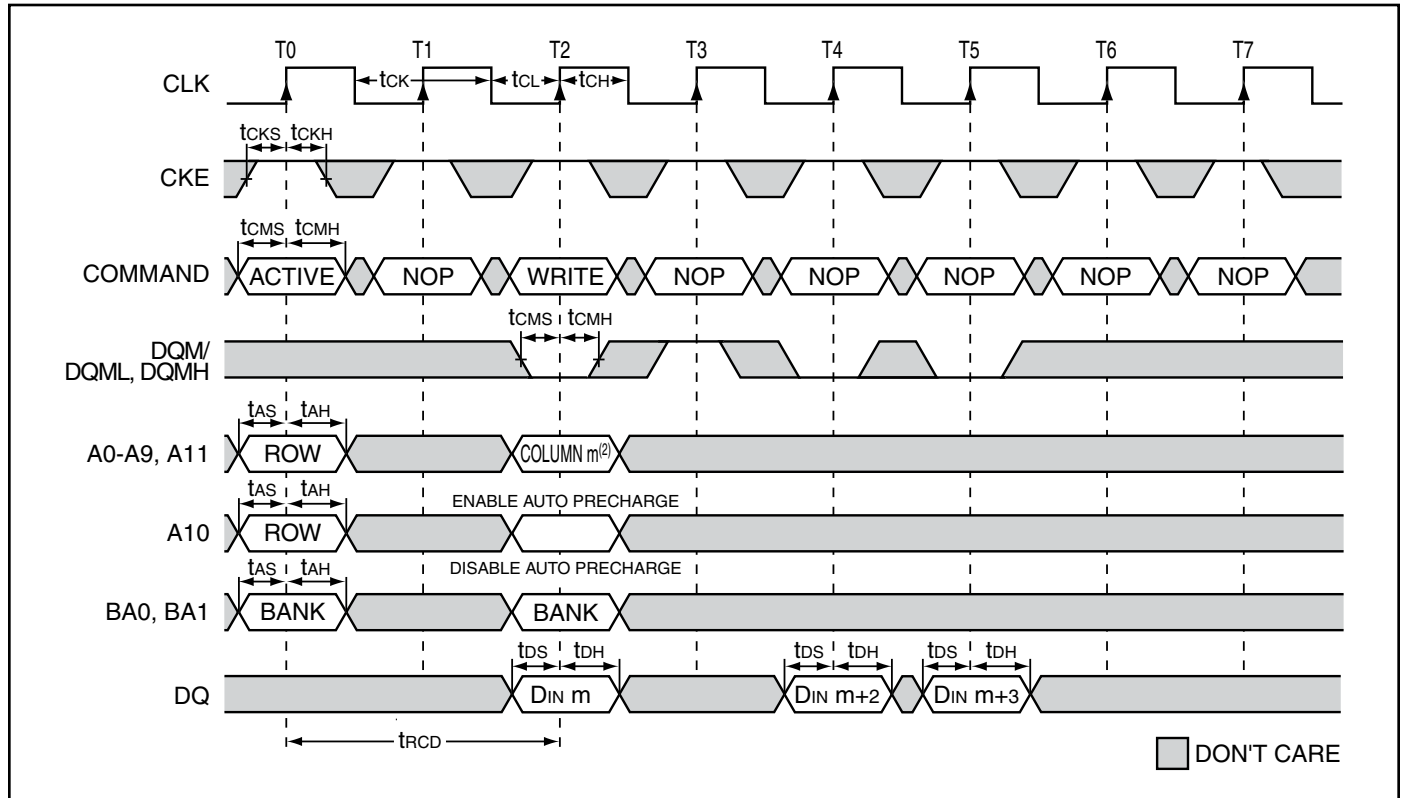 T0 T1 T2 T3 T4 T5 T6 T7
CLK tCK tCL tCH
tCKS tCKH
CKE
tCMS tCMH
COMMAND ACTIVE NOP WRITE NOP NOP NOP NOP NOP
tCMS tCMH
DQM/
DQML, DQMH
tAS tAH
A0-A9, A11 ROW COLUMN m(2)
tAS tAH ENABLE AUTO PRECHARGE
A10 ROW
tAS tAH DISABLE AUTO PRECHARGE
BA0, BA1 BANK BANK
tDS tDH tDS tDH tDS tDH
DQ DIN m DIN m+2 DIN m+3
tRCD
DON'T CARE